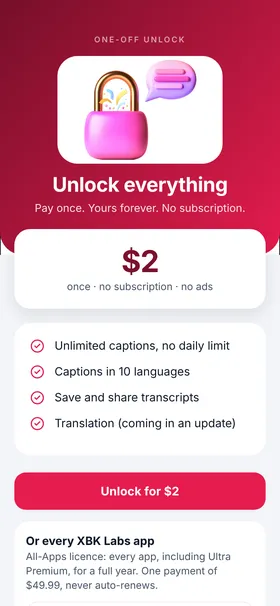 ONE-OFF UNLOCK
Unlock everything
Pay once. Yours forever. No subscription.
$2
once · no subscription · no ads
Unlimited captions, no daily limit
Captions in 10 languages
Save and share transcripts
Translation (coming in an update)
Unlock for $2
Or every XBK Labs app
All-Apps licence: every app, including Ultra
Premium, for a full year. One payment of
$49.99, never auto-renews.